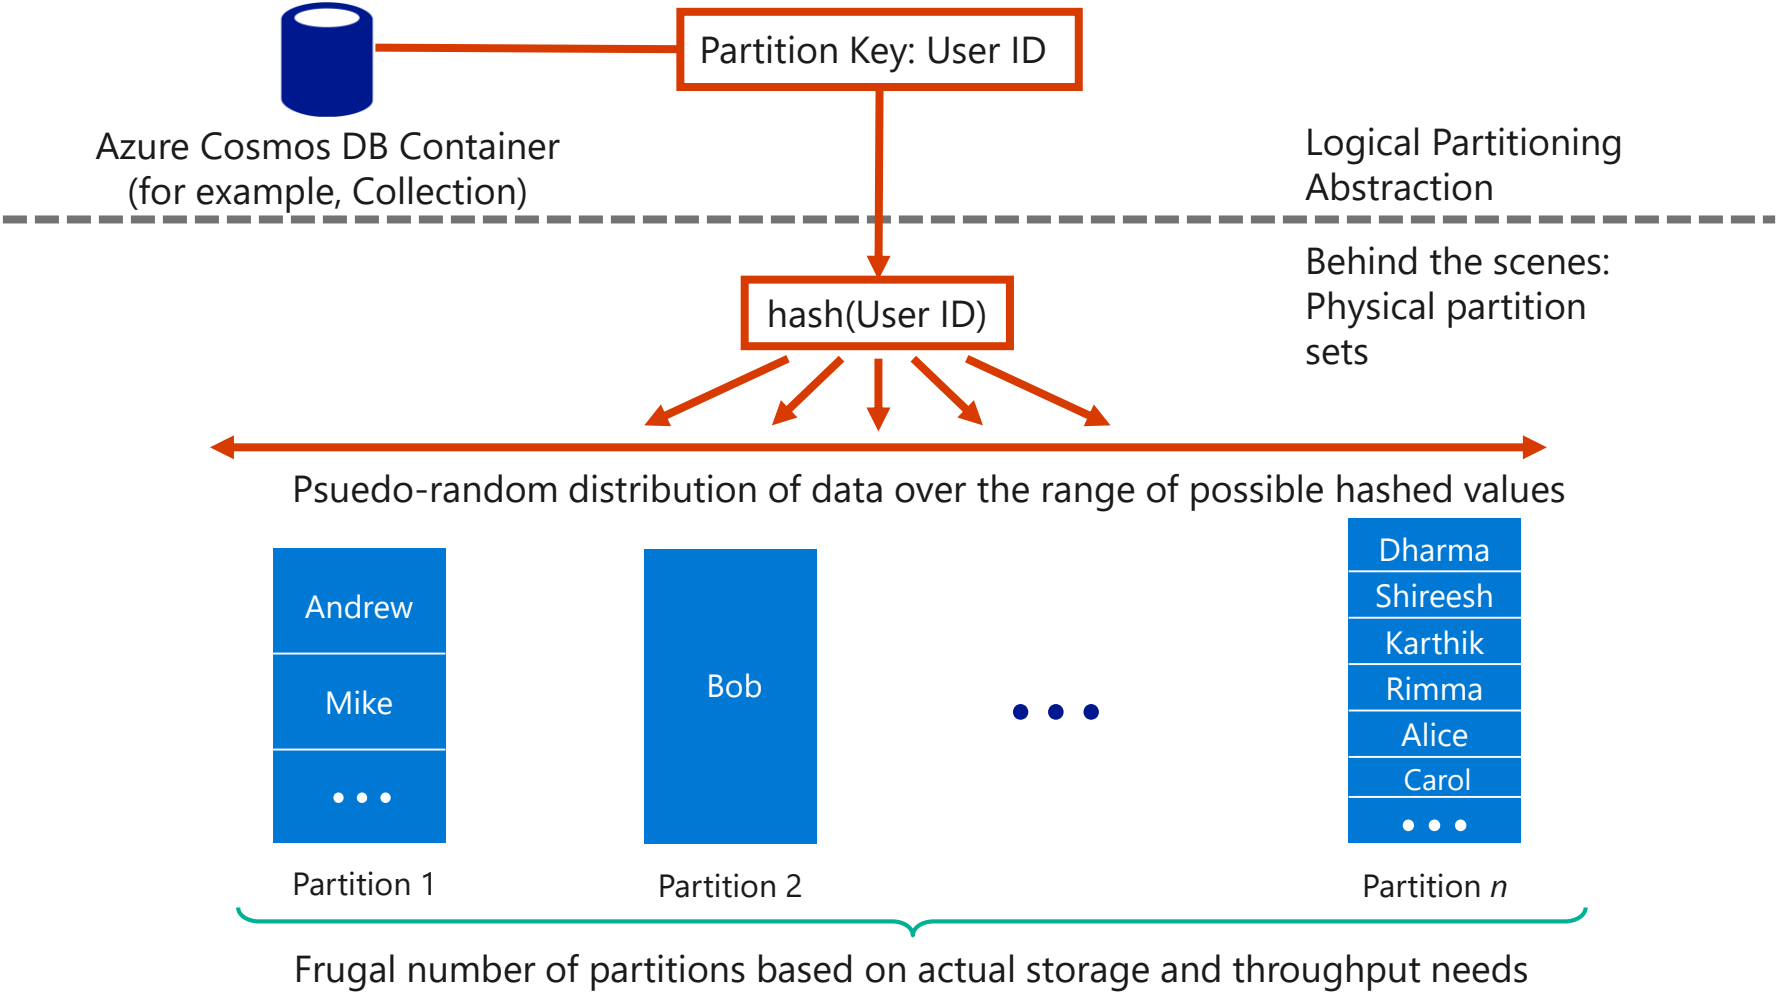 Partition Key: User ID
Azure Cosmos DB Container
(for example, Collection)
Logical Partitioning
Abstraction
Behind the scenes:
Physical partition
sets
hash(User ID)
Psuedo-random distribution of data over the range of possible hashed values
Andrew
Mike
...
Partition 1
Bob
Partition 2
...
Dharma
Shireesh
Karthik
Rimma
Alice
Carol
...
Partition n
Frugal number of partitions based on actual storage and throughput needs